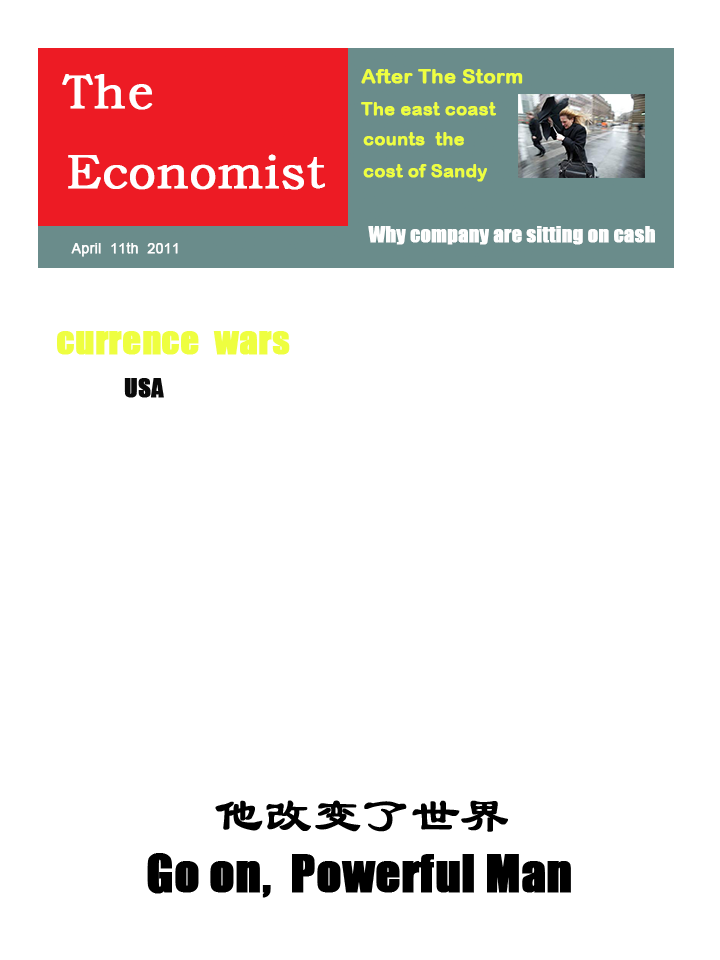 The
Economist
April 11th 2011
After The Storm
The east coast
counts the
cost of Sandy
Why company are sitting on cash
currence wars
USA
他改变了世界
Go on, Powerful Man